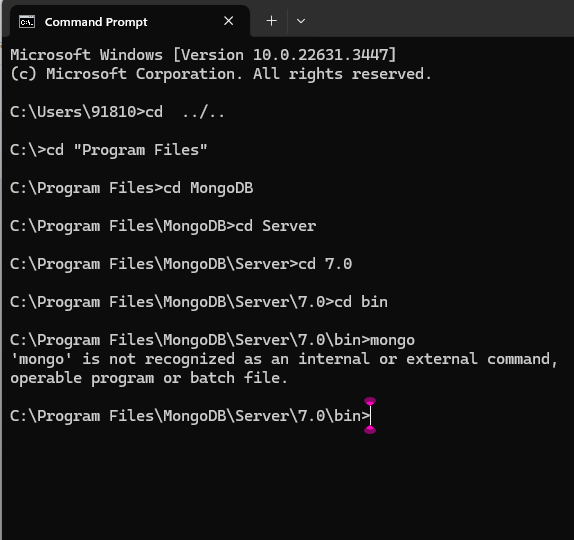 Command Prompt
Microsoft Windows [Version 10.0.22631.3447]
(c) Microsoft Corporation. All rights reserved.
C:\Users\91810>cd  ../..
C:\>cd "Program Files"
C:\Program Files>cd MongoDB
C:\Program Files\MongoDB>cd Server
C:\Program Files\MongoDB\Server>cd 7.0
C:\Program Files\MongoDB\Server\7.0>cd bin
C:\Program Files\MongoDB\Server\7.0\bin>mongo
'mongo' is not recognized as an internal or external command,
operable program or batch file.
C:\Program Files\MongoDB\Server\7.0\bin>